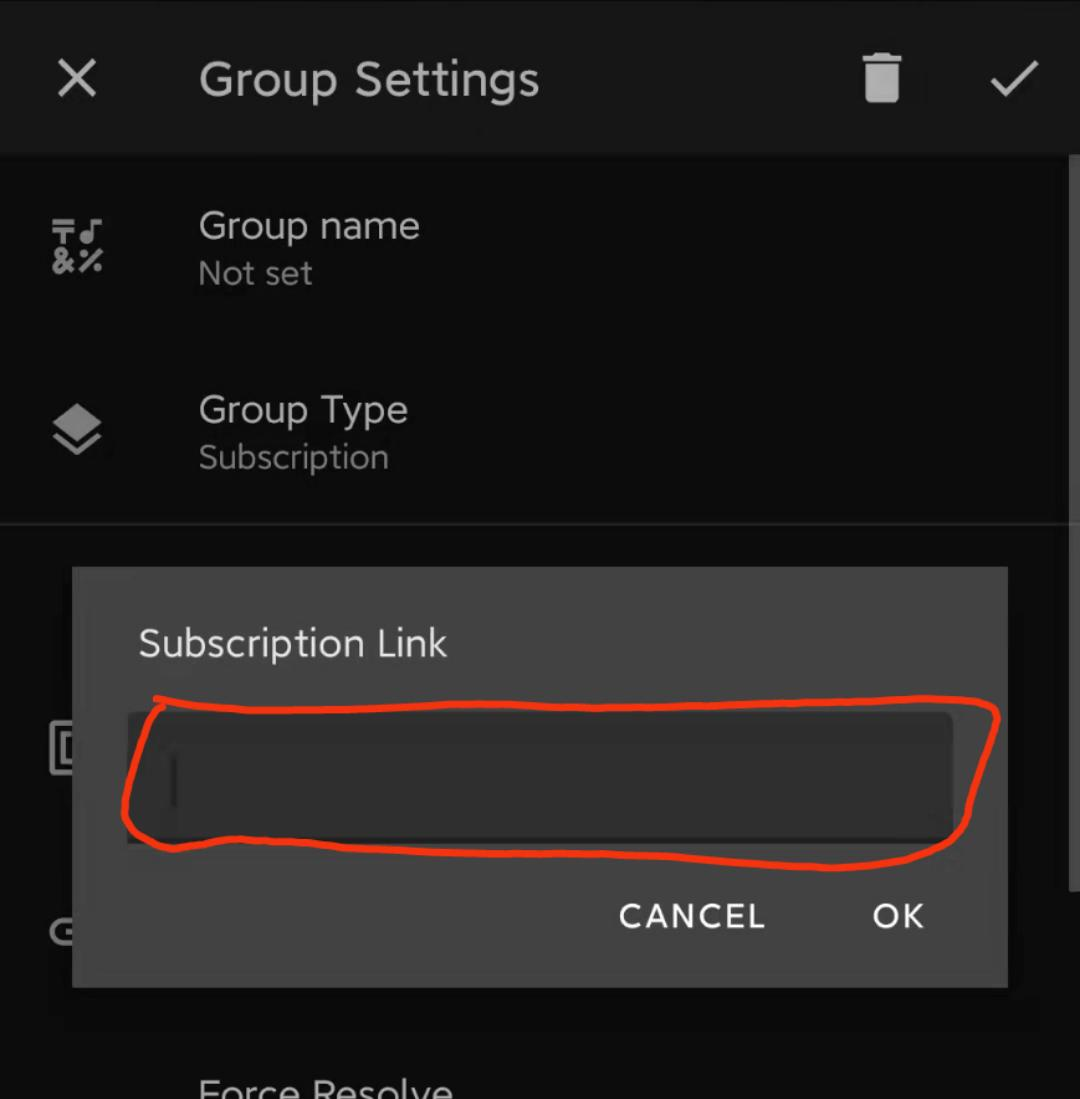 Group Settings
Group name
Not set
Group Type
Subscription
Subscription Link
CANCEL OK
Force Resolve